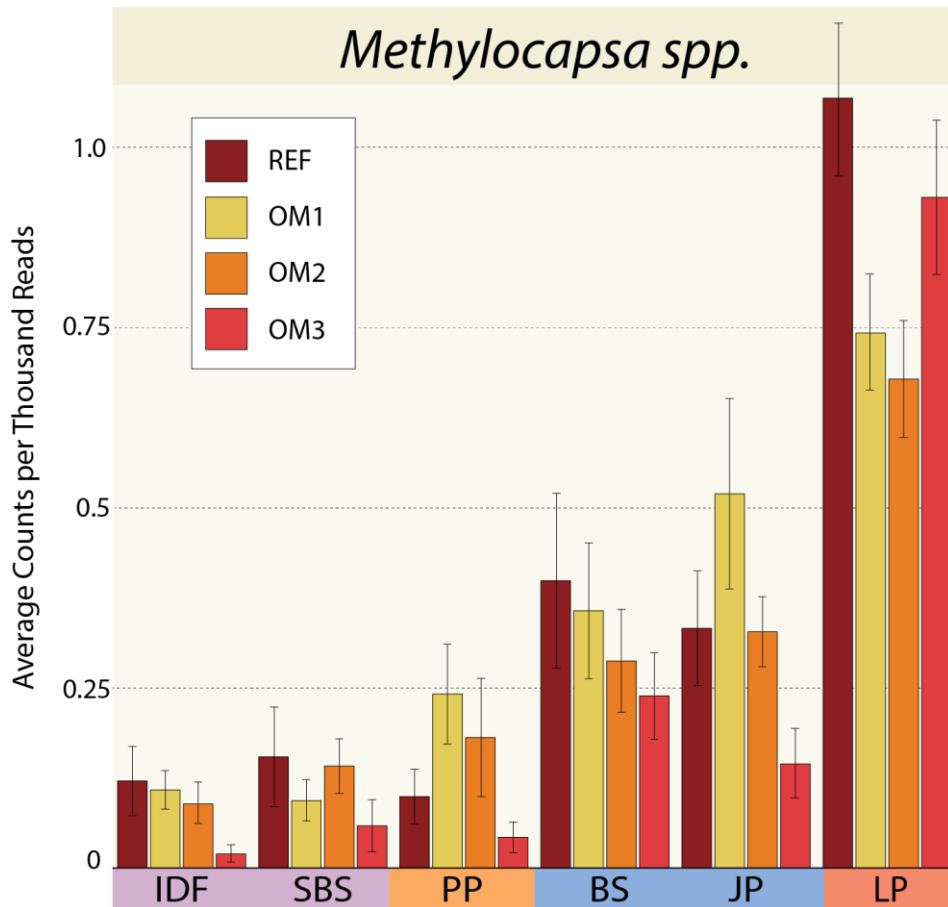 Methylocapsa spp.
REF
OM1
OM2
OM3
Average Counts per Thousand Reads
1.0
0.75
0.5
0.25
0
IDF SBS PP BS JP LP